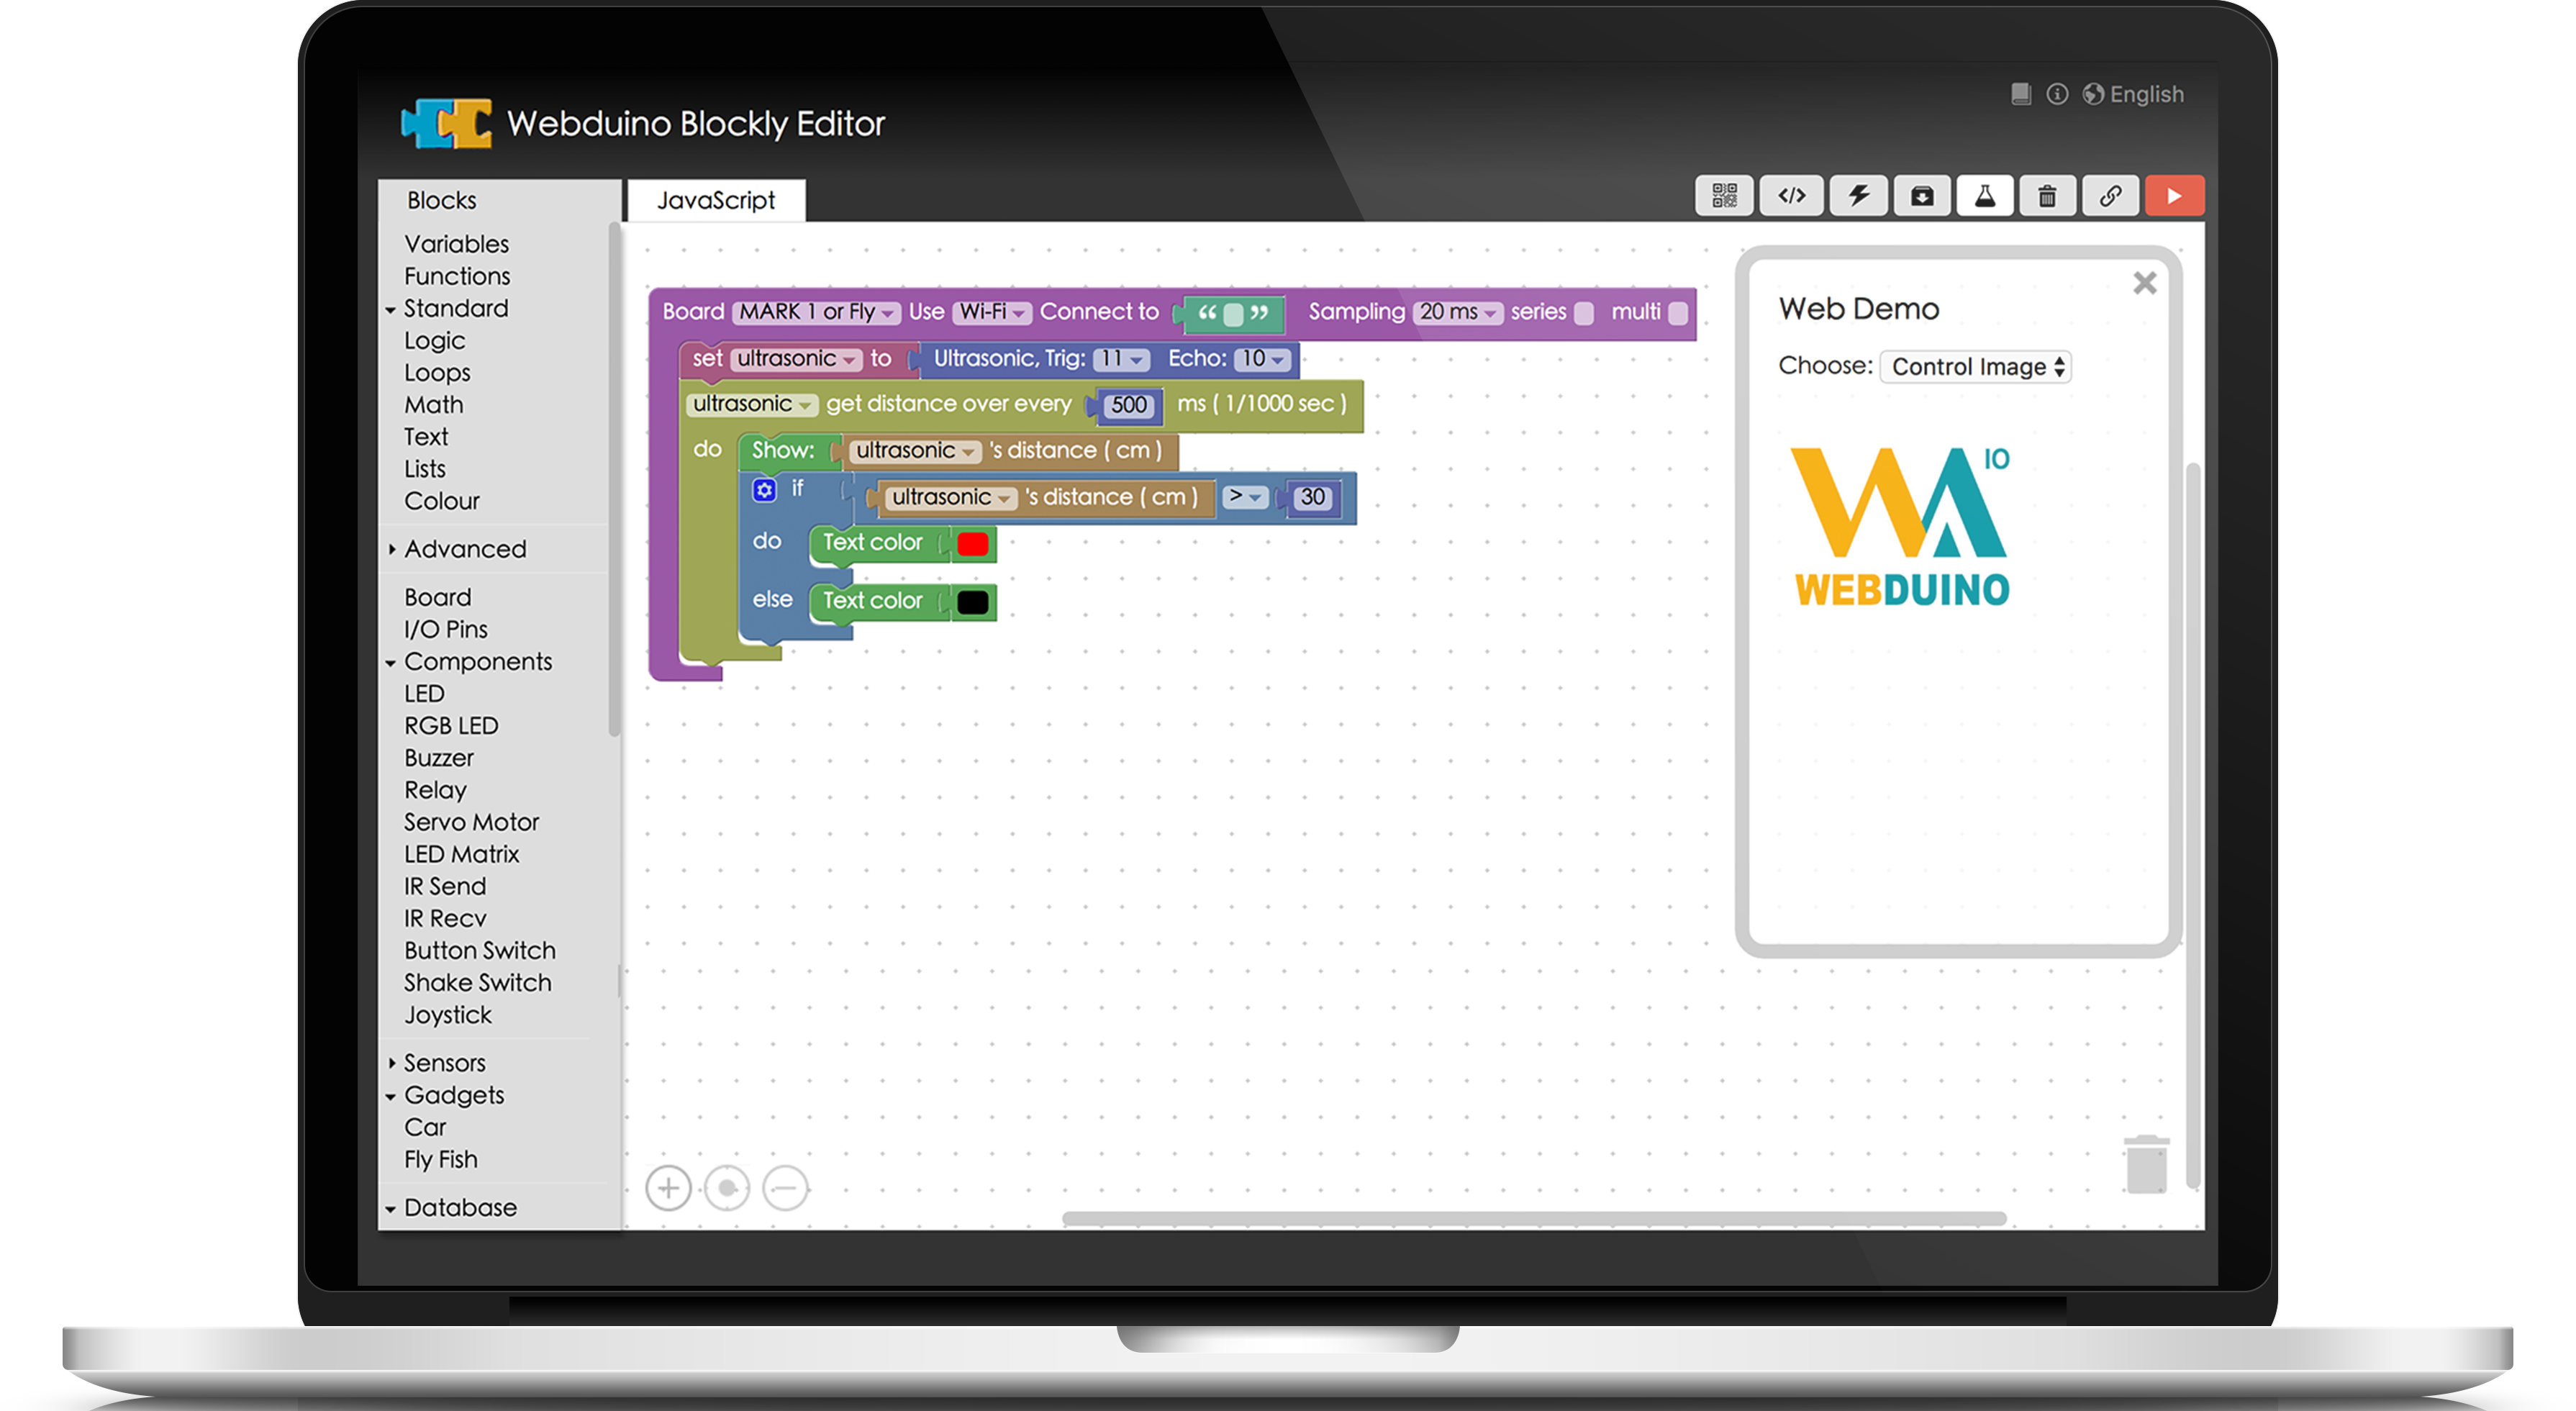 English
Webduino Blockly Editor
Blocks
JavaScript
</>
Variables
Functions
Standard
Logic
Loops
Math
Text
Lists
Colour
Advanced
Board
I/O Pins
Components
LED
RGB LED
Buzzer
Relay
Servo Motor
LED Matrix
IR Send
IR Recv
Button Switch
Shake Switch
Joystick
Sensors
Gadgets
Car
Fly Fish
Database
Board MARK 1 or Fly Use Wi-Fi Connect to “ ” Sampling 20 ms series multi
set ultrasonic to Ultrasonic, Trig: 11 Echo: 10
ultrasonic get distance over every 500 ms ( 1/1000 sec )
do Show: ultrasonic 's distance ( cm )
if ultrasonic 's distance ( cm ) > 30
do Text color
else Text color
Web Demo
Choose: Control Image
IO
WEBDUINO